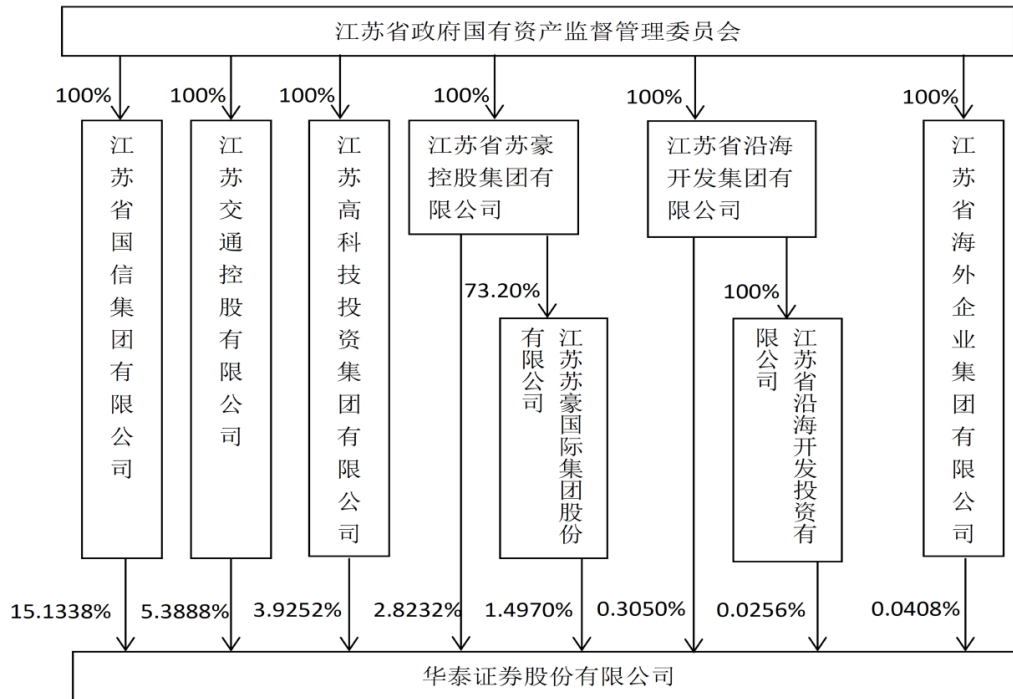 江苏省政府国有资产监督管理委员会
100%
100%
100%
100%
100%
100%
江苏省国信集团有限公司
江苏交通控股有限公司
江苏高科技投资集团有限公司
江苏省苏豪
控股集团有
限公司
江苏省沿海
开发集团有
限公司
江苏省海外企业集团有限公司
73.20%
100%
江苏苏豪国际集团股份
有限公司
江苏省沿海开发投资有
限公司
15.1338%
5.3888%
3.9252%
2.8232%
1.4970%
0.3050%
0.0256%
0.0408%
华泰证券股份有限公司